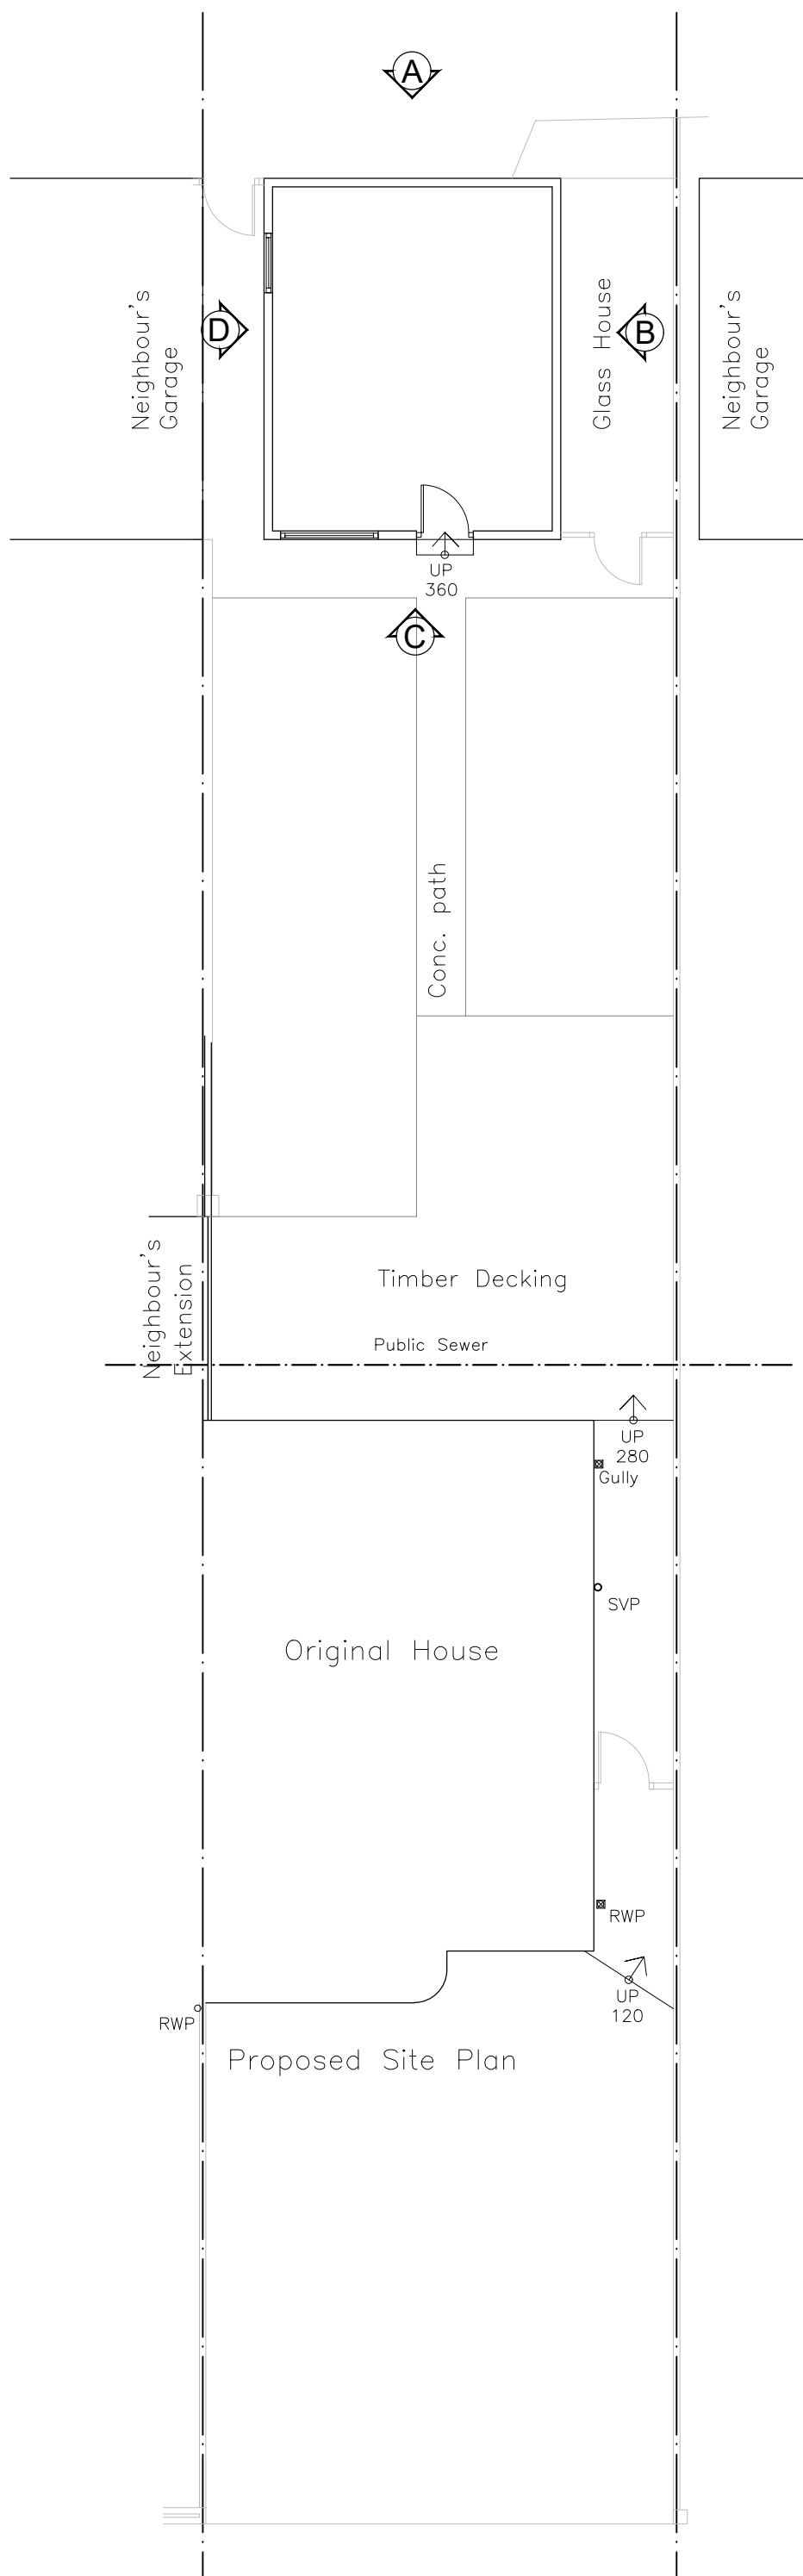 A
Neighbour's
Garage
D
Glass House
B
Neighbour's
Garage
UP
360
C
Conc. path
Neighbour's
Extension
Timber Decking
Public Sewer
UP
280
Gully
SVP
Original House
RWP
UP
120
RWP
Proposed Site Plan